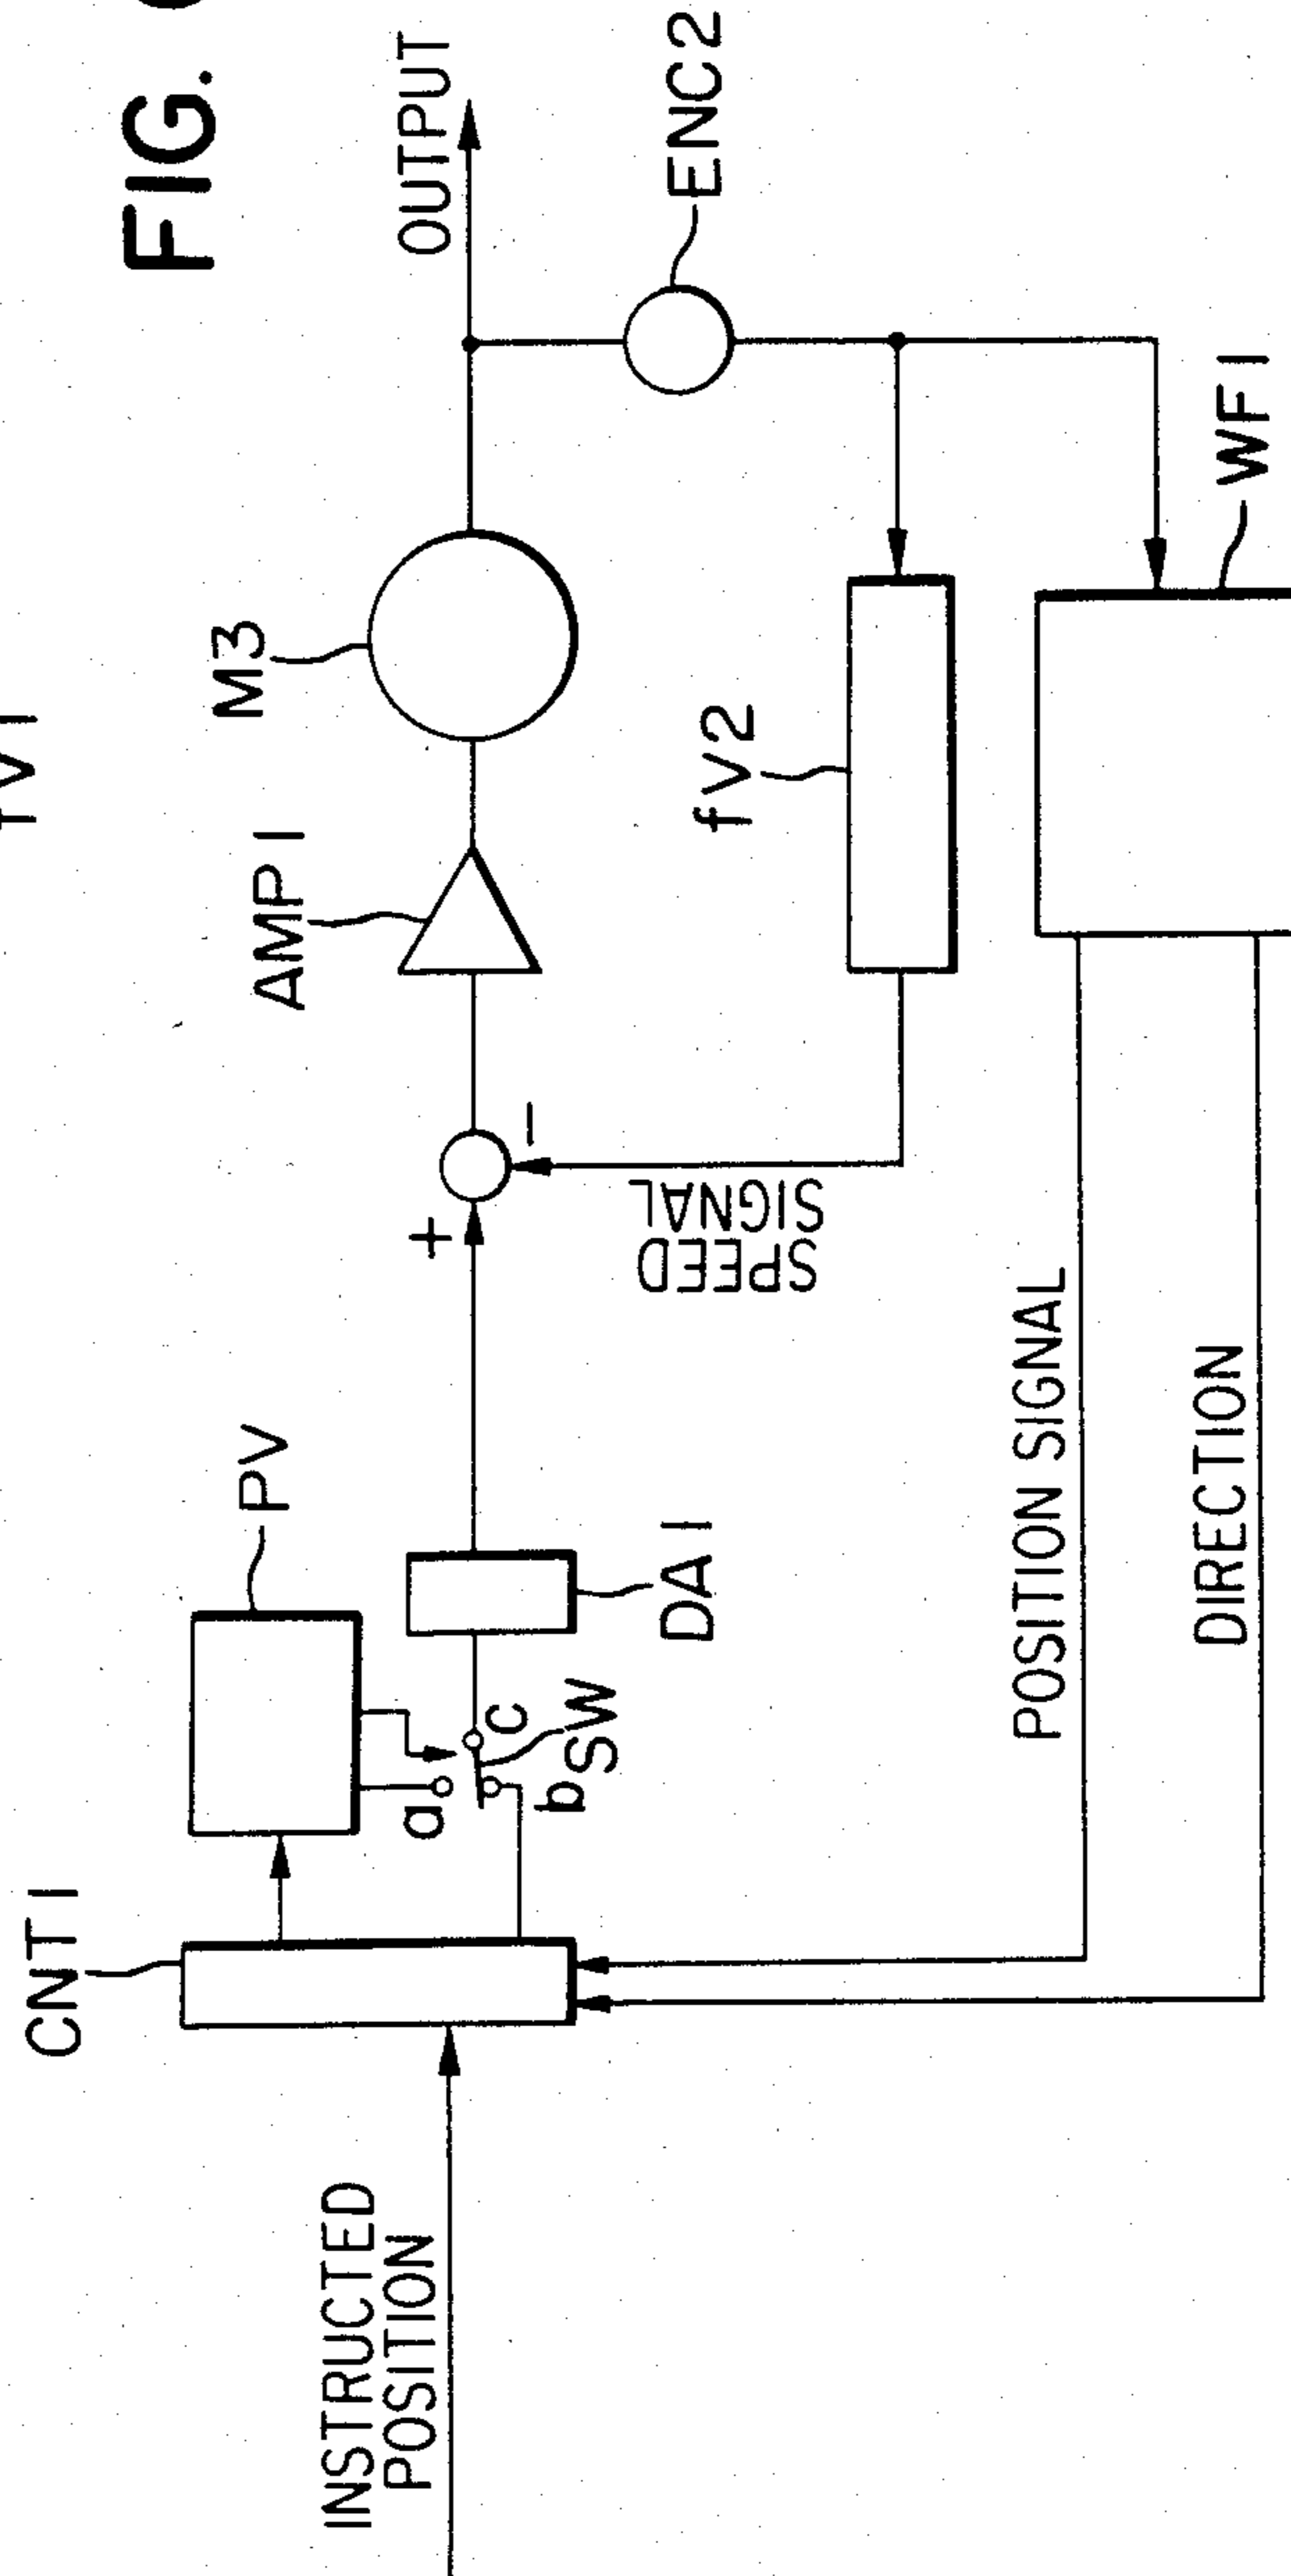 FIG.
OUTPUT
ENC2
M3
AMP1
fV2
WF1
+
−
SPEED
SIGNAL
PV
DA1
a
b
c
SW
CNT1
POSITION SIGNAL
DIRECTION
INSTRUCTED
POSITION